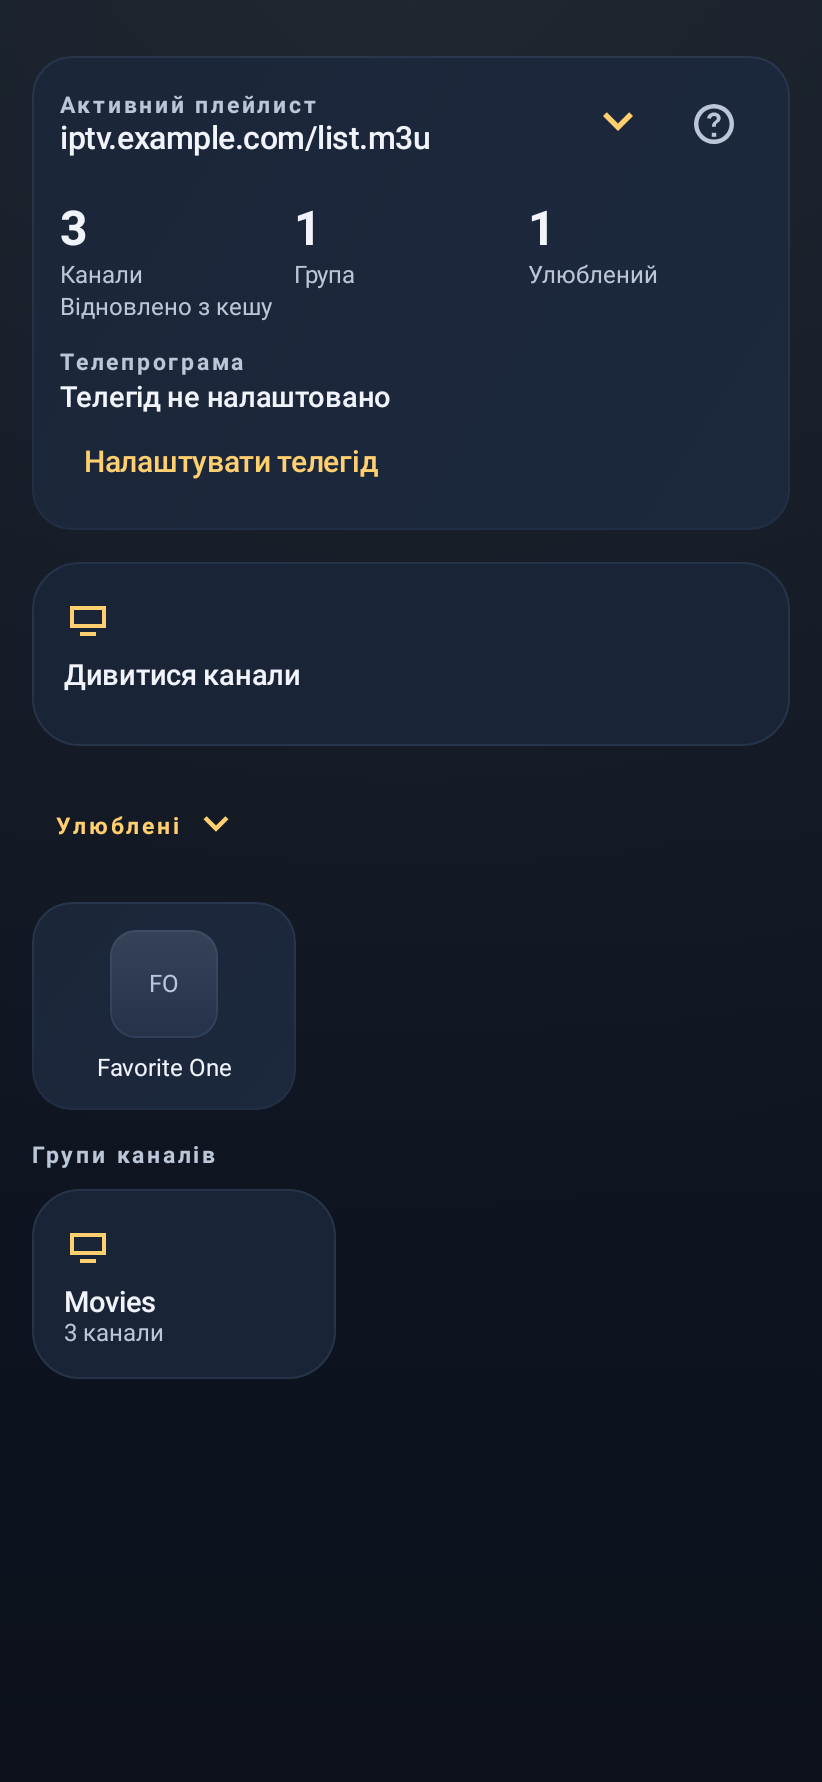 Активний плейлист
iptv.example.com/list.m3u
3 1 1
Канали Група Улюблений
Відновлено з кешу
Телепрограма
Телегід не налаштовано
Налаштувати телегід
Дивитися канали
Улюблені
FO
Favorite One
Групи каналів
Movies
3 канали